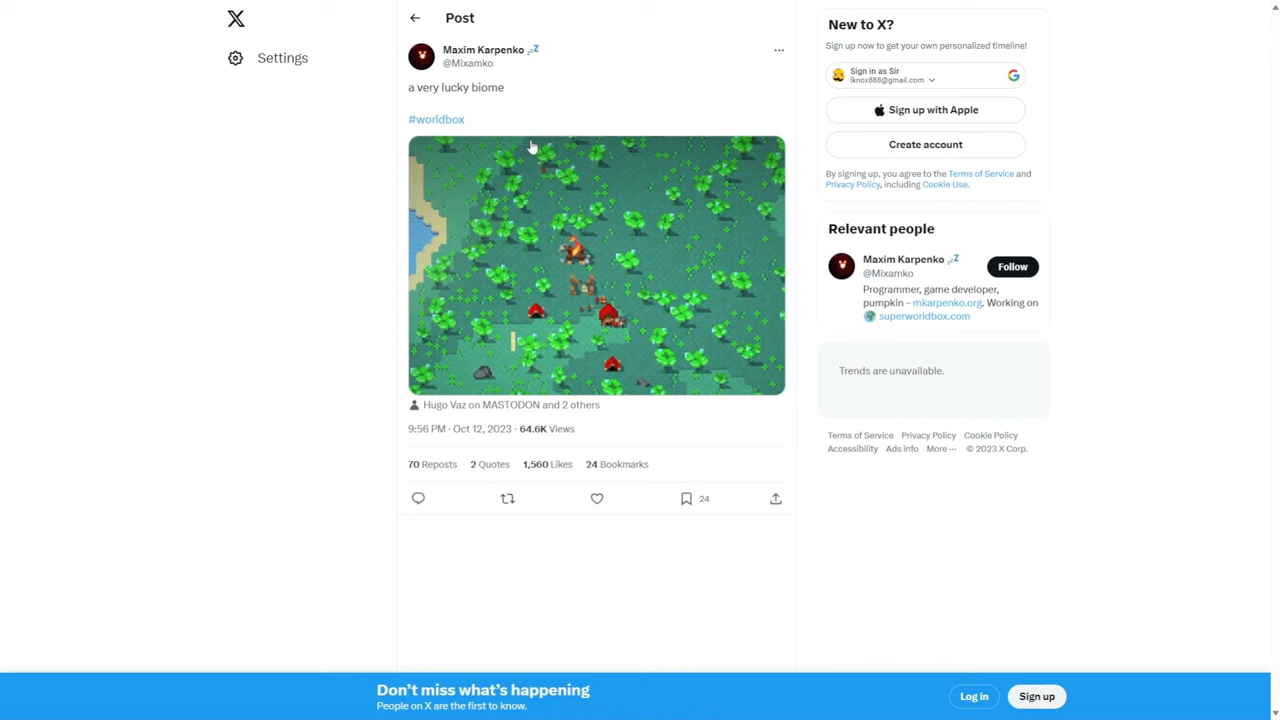 Post
Settings
Maxim Karpenko
@Mixamko
a very lucky biome
#worldbox
Hugo Vaz on MASTODON and 2 others
9:56 PM · Oct 12, 2023 · 64.6K Views
70 Reposts 2 Quotes 1,560 Likes 24 Bookmarks
24
New to X?
Sign up now to get your own personalized timeline!
Sign in as Sir
lknox888@gmail.com
Sign up with Apple
Create account
By signing up, you agree to the Terms of Service and
Privacy Policy, including Cookie Use.
Relevant people
Maxim Karpenko
@Mixamko
Follow
Programmer, game developer,
pumpkin - mkarpenko.org. Working on
superworldbox.com
Trends are unavailable.
Terms of Service Privacy Policy Cookie Policy
Accessibility Ads info More ··· © 2023 X Corp.
Don’t miss what’s happening
People on X are the first to know.
Log in
Sign up